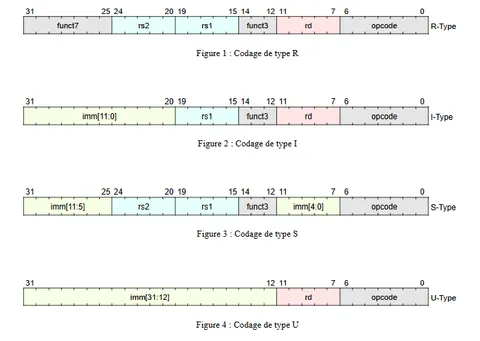 31 25 24 20 19 15 14 12 11 7 6 0
funct7 rs2 rs1 funct3 rd opcode R-Type
Figure 1 : Codage de type R
31 20 19 15 14 12 11 7 6 0
imm[11:0] rs1 funct3 rd opcode I-Type
Figure 2 : Codage de type I
31 25 24 20 19 15 14 12 11 7 6 0
imm[11:5] rs2 rs1 funct3 imm[4:0] opcode S-Type
Figure 3 : Codage de type S
31 12 11 7 6 0
imm[31:12] rd opcode U-Type
Figure 4 : Codage de type U